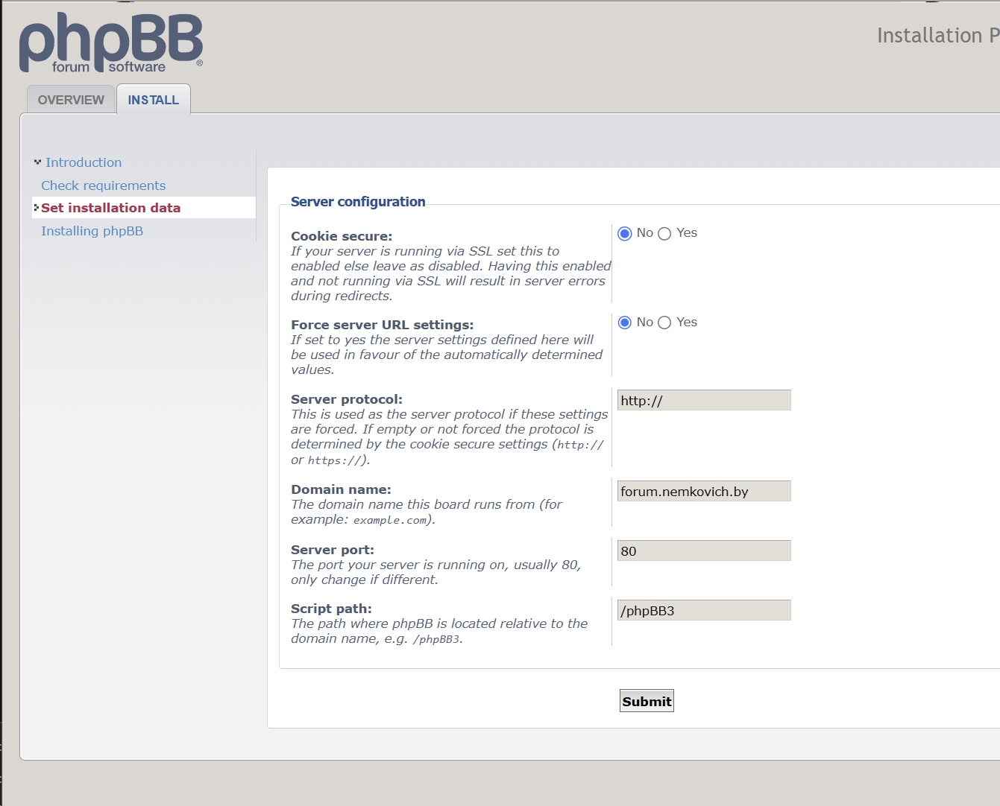 phpBB®
forum software
Installation P
OVERVIEW
INSTALL
Introduction
Check requirements
Set installation data
Installing phpBB
Server configuration
Cookie secure:
If your server is running via SSL set this to
enabled else leave as disabled. Having this enabled
and not running via SSL will result in server errors
during redirects.
No Yes
Force server URL settings:
If set to yes the server settings defined here will
be used in favour of the automatically determined
values.
No Yes
Server protocol:
This is used as the server protocol if these settings
are forced. If empty or not forced the protocol is
determined by the cookie secure settings (http://
or https://).
http://
Domain name:
The domain name this board runs from (for
example: example.com).
forum.nemkovich.by
Server port:
The port your server is running on, usually 80,
only change if different.
80
Script path:
The path where phpBB is located relative to the
domain name, e.g. /phpBB3.
/phpBB3
Submit